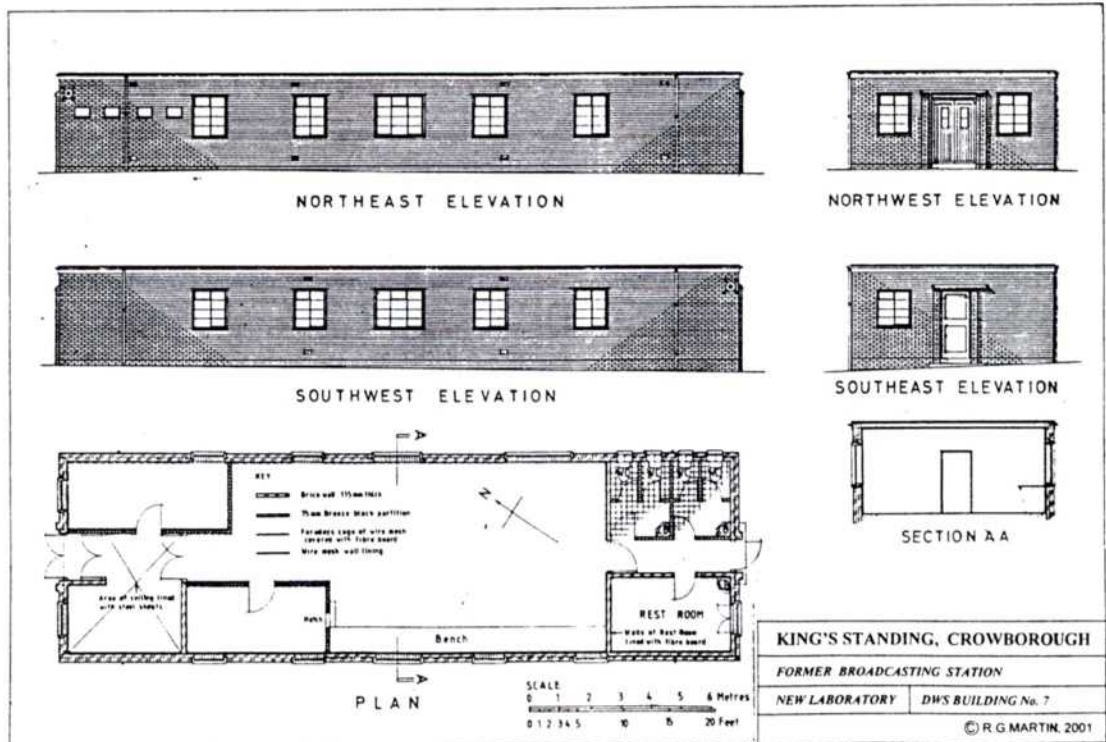 NORTHEAST ELEVATION
NORTHWEST ELEVATION
SOUTHWEST ELEVATION
SOUTHEAST ELEVATION
A
KEY
Brick wall 115mm thick
75mm Breeze block partition
Faradays cage of wire mesh
covered with fibre board
Wire mesh wall lining
N
Area of ceiling lined
with steel sheets
Hatch
Bench
REST ROOM
Walls of Rest Room
lined with fibre board
A
PLAN
SECTION AA
SCALE
0 1 2 3 4 5 6 Metres
0 1 2 3 4 5 10 15 20 Feet
KING'S STANDING, CROWBOROUGH
FORMER BROADCASTING STATION
NEW LABORATORY
DWS BUILDING No. 7
© R.G.MARTIN, 2001